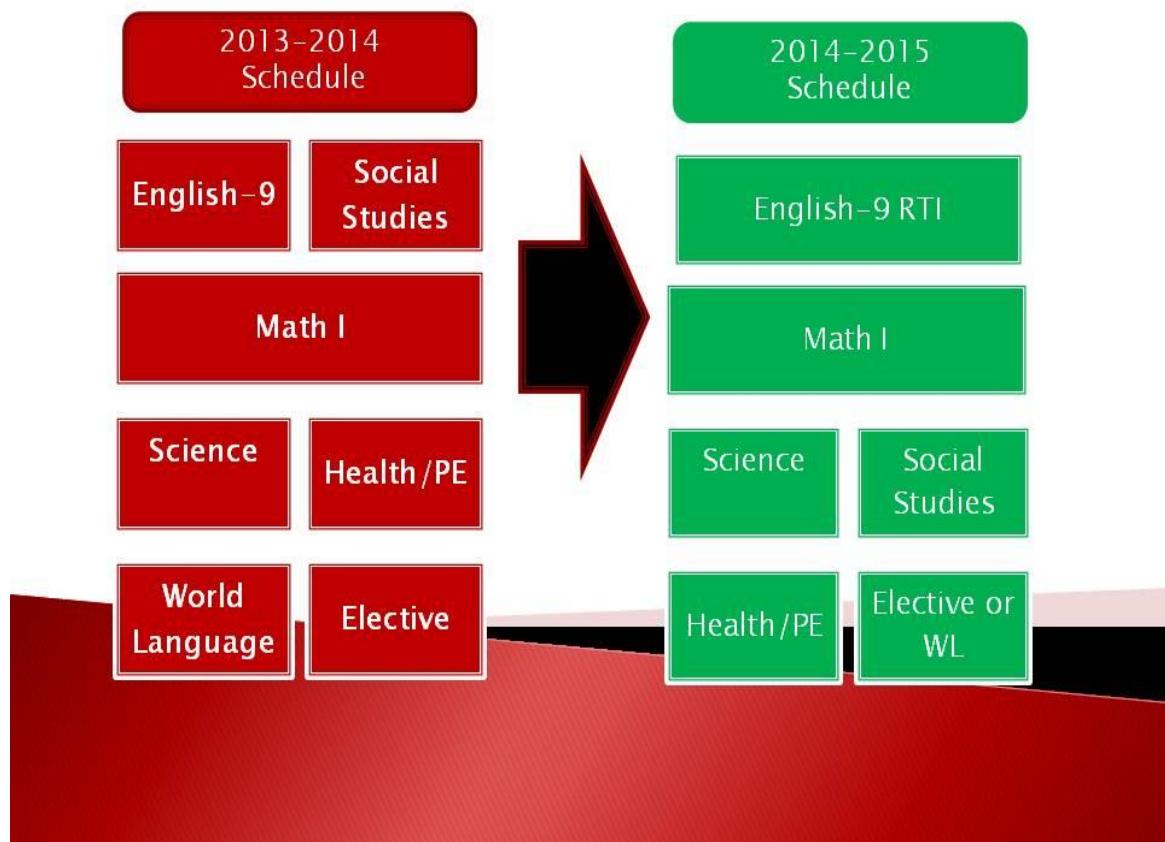 2013-2014
Schedule
English-9
Social
Studies
Math I
Science
Health/PE
World
Language
Elective
2014-2015
Schedule
English-9 RTI
Math I
Science
Social
Studies
Health/PE
Elective or
WL